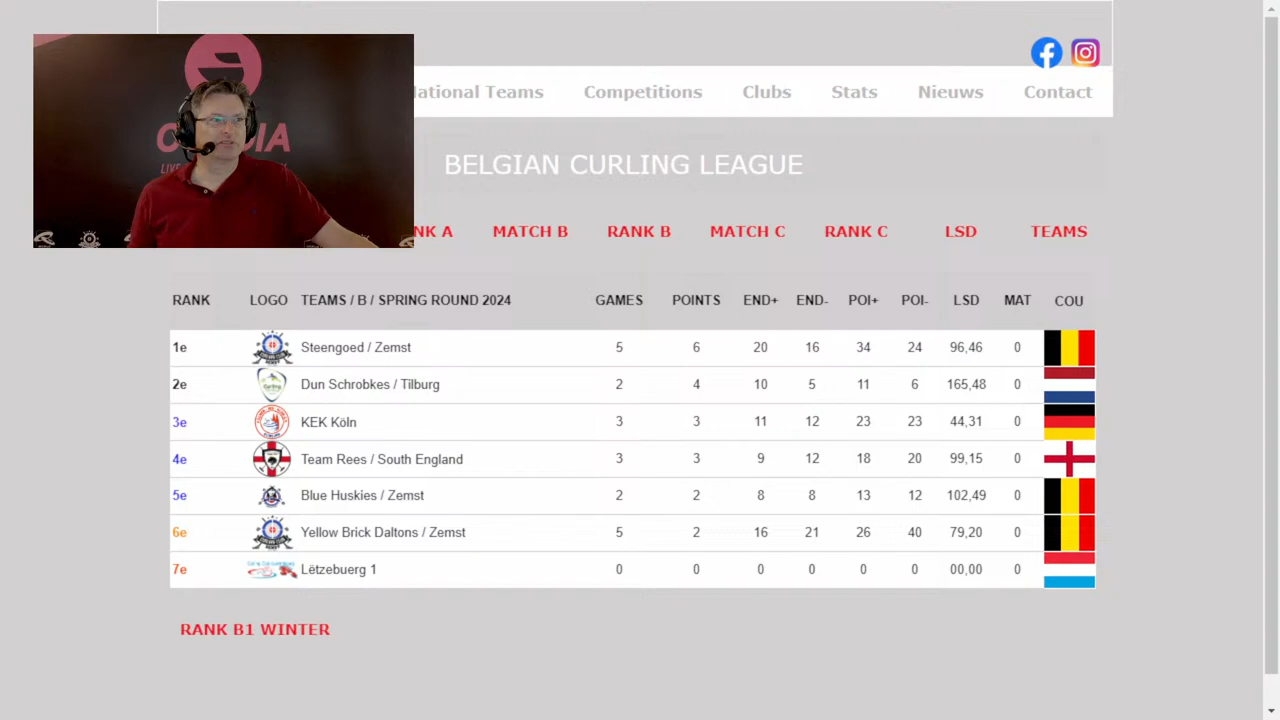 National Teams Competitions Clubs Stats Nieuws Contact
BELGIAN CURLING LEAGUE
NK A MATCH B RANK B MATCH C RANK C LSD TEAMS
RANK LOGO TEAMS / B / SPRING ROUND 2024 GAMES POINTS END+ END- POI+ POI- LSD MAT COU
1e Steengoed / Zemst 5 6 20 16 34 24 96,46 0
2e Dun Schrobkes / Tilburg 2 4 10 5 11 6 165,48 0
3e KEK Köln 3 3 11 12 23 23 44,31 0
4e Team Rees / South England 3 3 9 12 18 20 99,15 0
5e Blue Huskies / Zemst 2 2 8 8 13 12 102,49 0
6e Yellow Brick Daltons / Zemst 5 2 16 21 26 40 79,20 0
7e Lëtzebuerg 1 0 0 0 0 0 0 00,00 0
RANK B1 WINTER